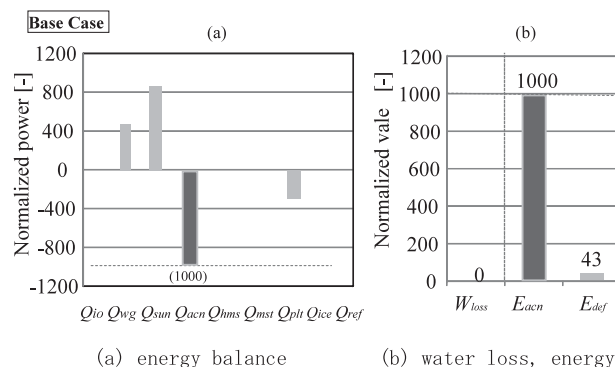 Base Case
(a)
Normalized power [-]
1200
800
400
0
-400
-800
-1200
(1000)
Qio Qwg Qsun Qacn Qhms Qmst Qplt Qice Qref
(a) energy balance
(b)
Normalized vale [-]
1200
1000
800
600
400
200
0
1000
0
43
Wloss Eacn Edef
(b) water loss, energy